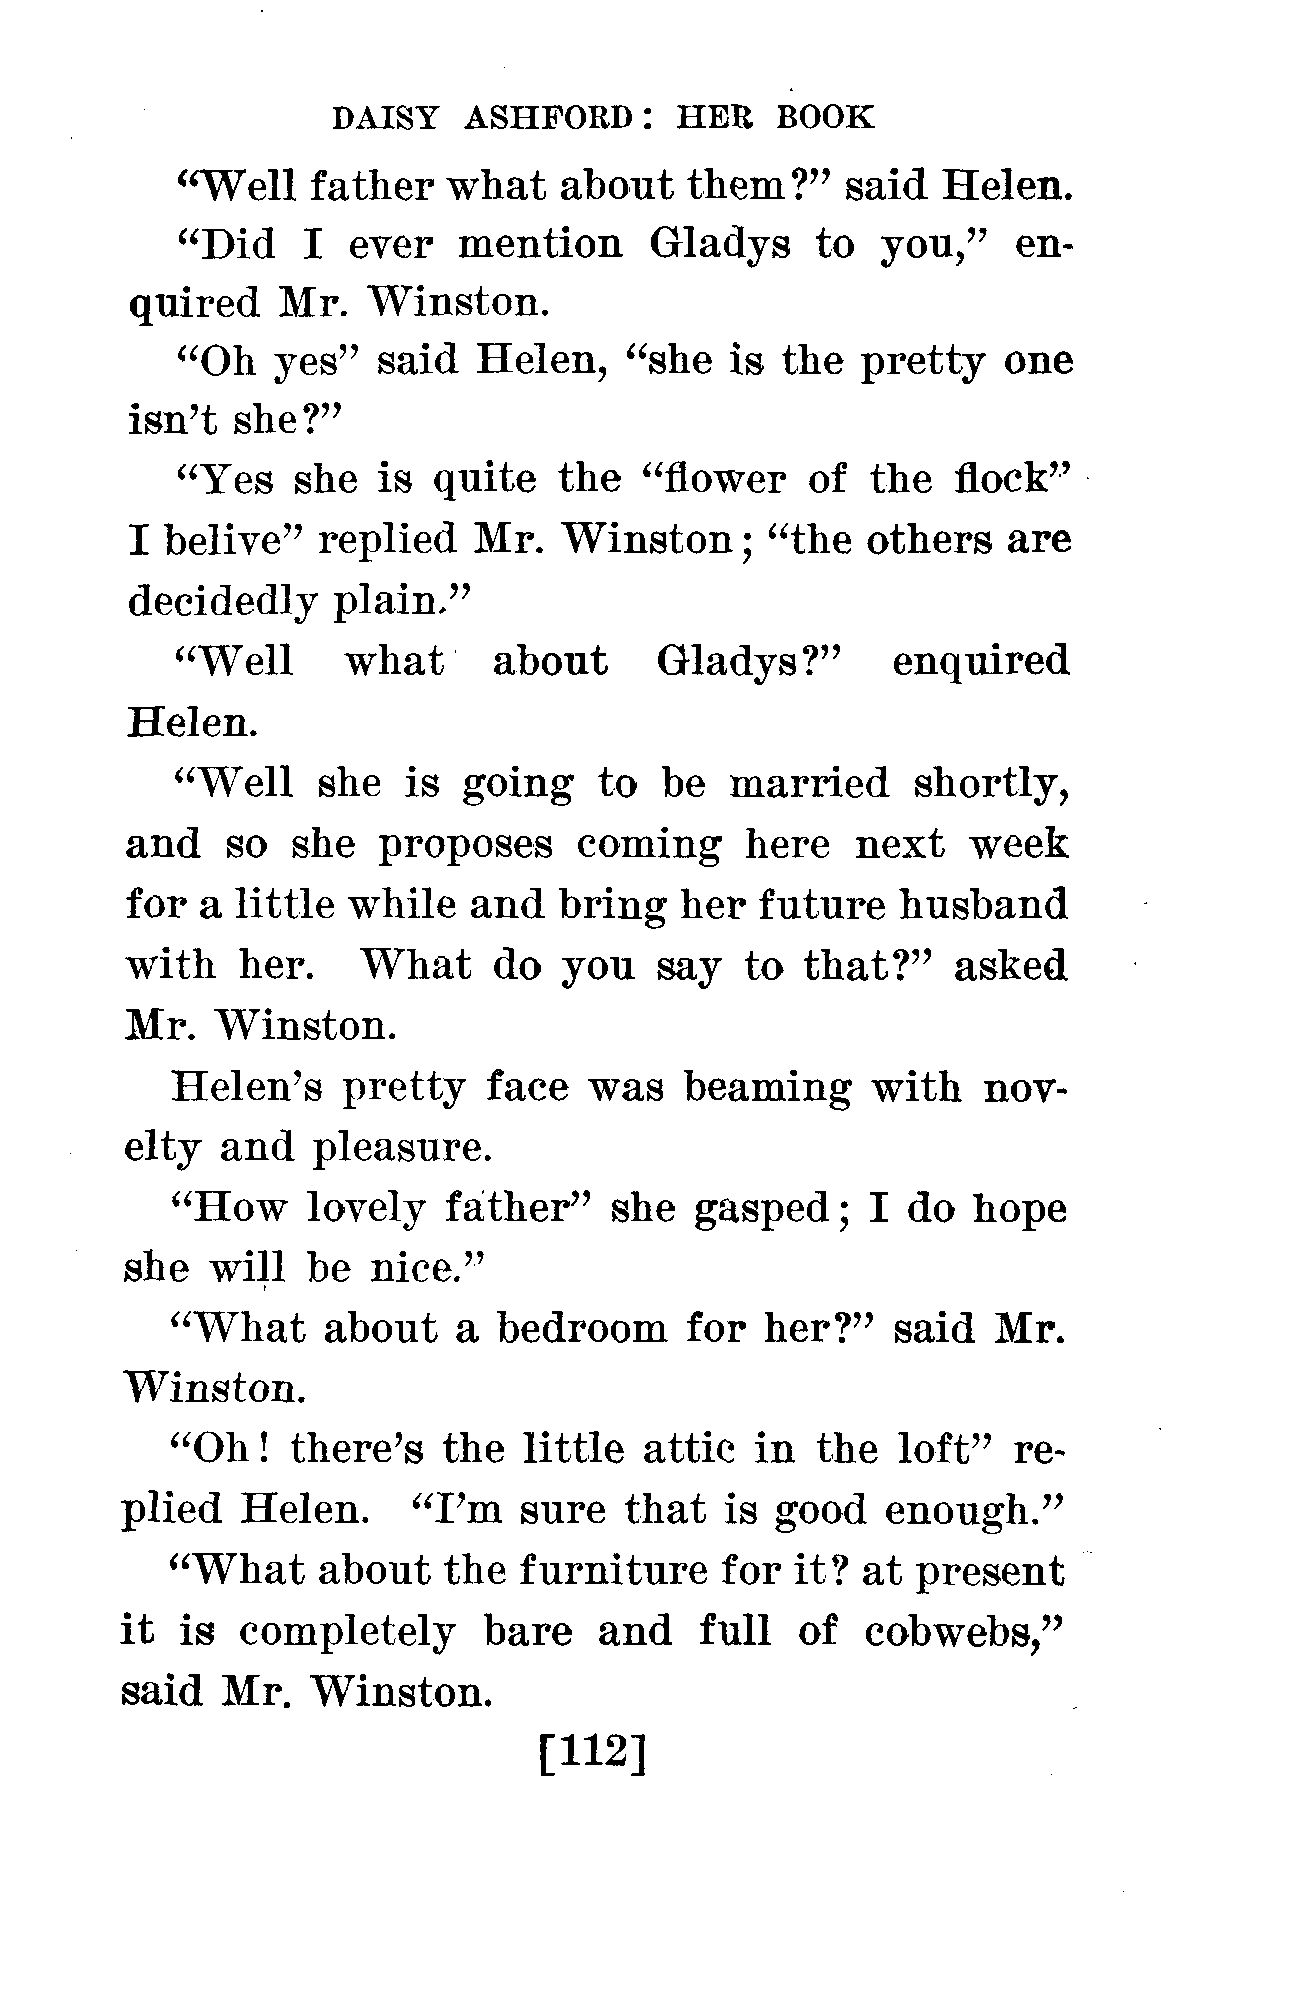 DAISY ASHFORD: HER BOOK
“Well father what about them?” said Helen.
“Did I ever mention Gladys to you,” en-
quired Mr. Winston.
“Oh yes” said Helen, “she is the pretty one
isn’t she?”
“Yes she is quite the “flower of the flock”
I belive” replied Mr. Winston; “the others are
decidedly plain.”
“Well what about Gladys?” enquired
Helen.
“Well she is going to be married shortly,
and so she proposes coming here next week
for a little while and bring her future husband
with her. What do you say to that?” asked
Mr. Winston.
Helen’s pretty face was beaming with nov-
elty and pleasure.
“How lovely father” she gasped; I do hope
she will be nice.”
“What about a bedroom for her?” said Mr.
Winston.
“Oh! there’s the little attic in the loft” re-
plied Helen. “I’m sure that is good enough.”
“What about the furniture for it? at present
it is completely bare and full of cobwebs,”
said Mr. Winston.
[112]